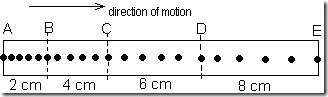 direction of motion
A B C D E
2 cm 4 cm 6 cm 8 cm